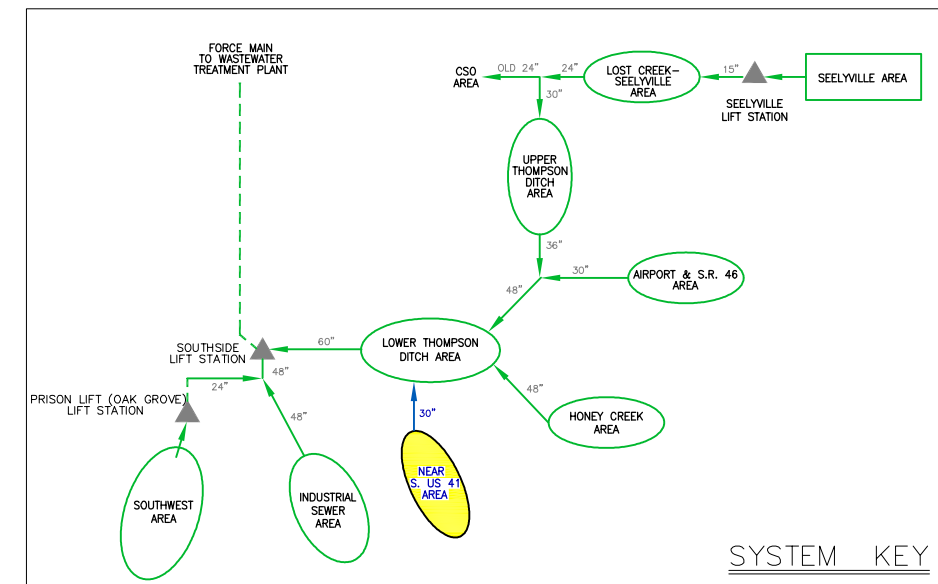 FORCE MAIN
TO WASTEWATER
TREATMENT PLANT
CSO
AREA
OLD 24"
24"
LOST CREEK-
SEELYVILLE
AREA
15"
SEELYVILLE
LIFT STATION
SEELYVILLE AREA
30"
UPPER
THOMPSON
DITCH
AREA
36"
30"
AIRPORT & S.R. 46
AREA
48"
SOUTHSIDE
LIFT STATION
60"
LOWER THOMPSON
DITCH AREA
48"
24"
PRISON LIFT (OAK GROVE)
LIFT STATION
48"
30"
48"
HONEY CREEK
AREA
SOUTHWEST
AREA
INDUSTRIAL
SEWER
AREA
NEAR
S. US 41
AREA
SYSTEM KEY